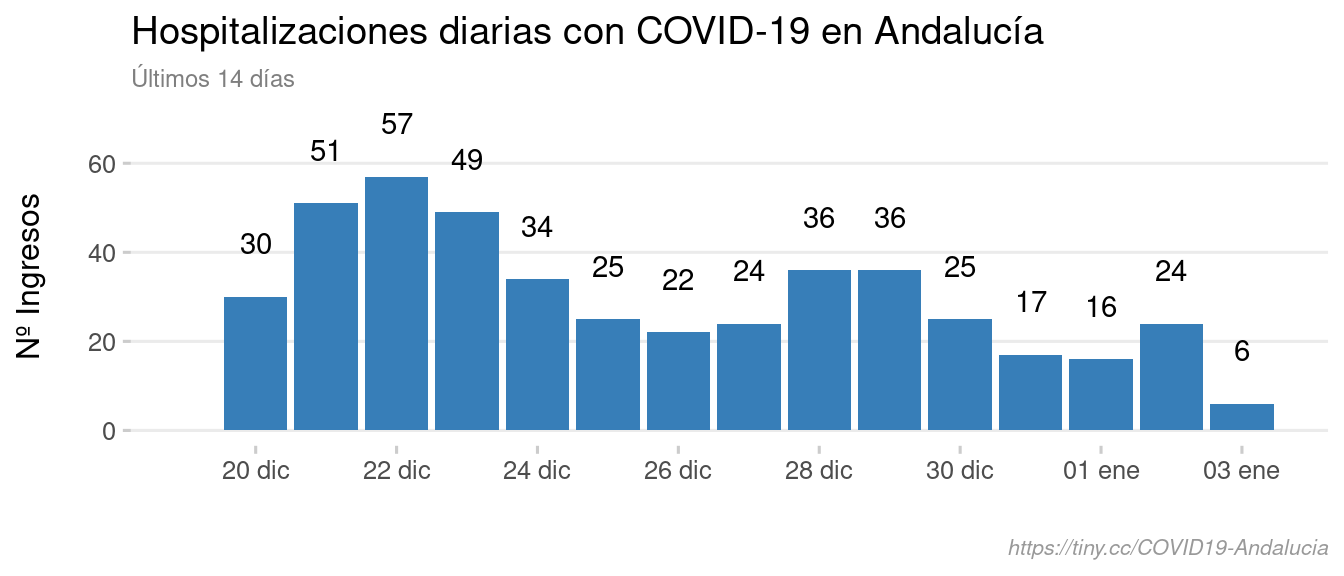 Hospitalizaciones diarias con COVID-19 en Andalucía
Últimos 14 días
Nº Ingresos
60
40
20
0
30
51
57
49
34
25
22
24
36
36
25
17
16
24
6
20 dic
22 dic
24 dic
26 dic
28 dic
30 dic
01 ene
03 ene
https://tiny.cc/COVID19-Andalucia